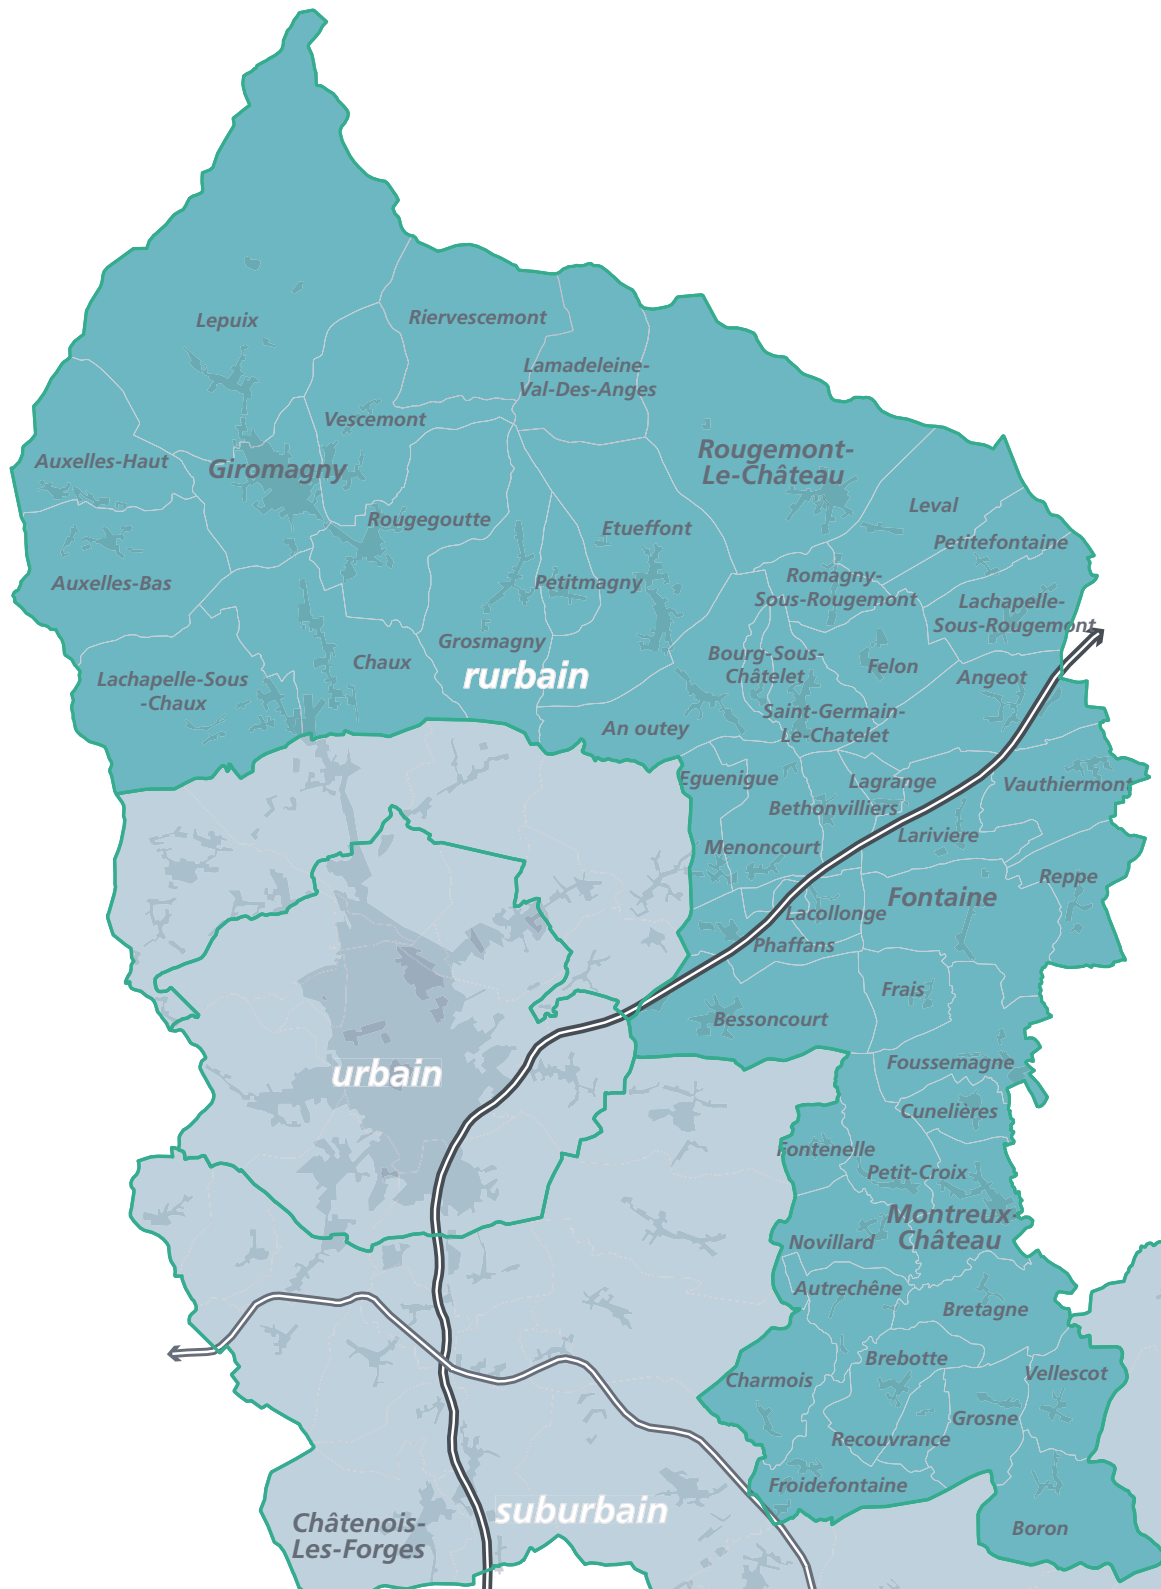 Lepuix
Riervescemont
Lamadeleine-
Val-Des-Anges
Vescemont
Auxelles-Haut
Giromagny
Rougemont-
Le-Château
Leval
Rougegoutte
Etueffont
Petitefontaine
Auxelles-Bas
Petitmagny
Romagny-
Sous-Rougemont
Lachapelle-
Sous-Rougemont
Grosmagny
Chaux
rurbain
Bourg-Sous-
Châtelet
Felon
Angeot
Lachapelle-Sous
-Chaux
Saint-Germain-
Le-Chatelet
An outey
Eguenigue
Lagrange
Vauthiermont
Bethonvilliers
Menoncourt
Lariviere
Reppe
Fontaine
Lacollonge
Phaffans
Frais
Bessoncourt
Foussemagne
urbain
Cunelières
Fontenelle
Petit-Croix
Montreux-
Château
Novillard
Autrechêne
Bretagne
Brebotte
Charmois
Vellescot
Grosne
Recouvrance
Froidefontaine
suburbain
Châtenois-
Les-Forges
Boron